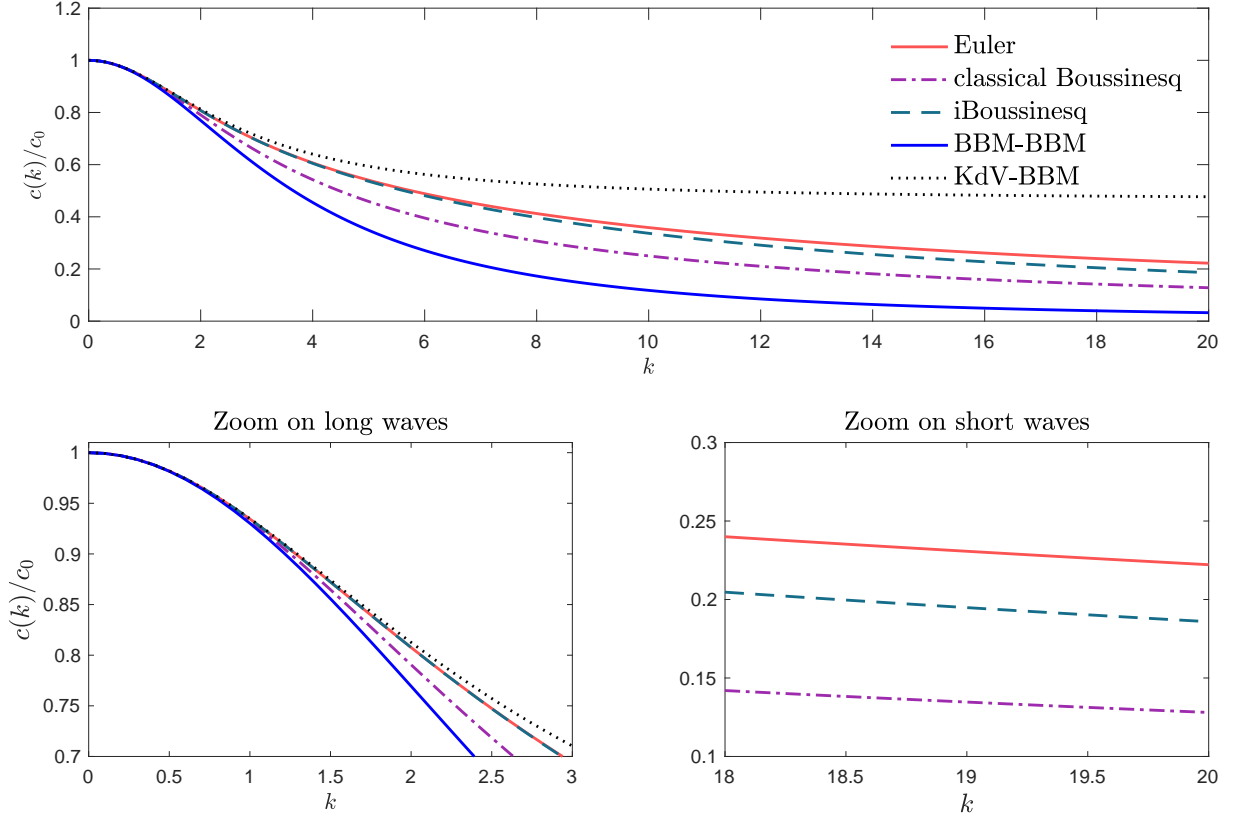 1.2
1
0.8
0.6
0.4
0.2
0
c(k)/c₀
Euler
classical Boussinesq
iBoussinesq
BBM-BBM
KdV-BBM
0 2 4 6 8 10 12 14 16 18 20
k
Zoom on long waves
1
0.95
0.9
0.85
0.8
0.75
0.7
c(k)/c₀
0 0.5 1 1.5 2 2.5 3
k
Zoom on short waves
0.3
0.25
0.2
0.15
0.1
18 18.5 19 19.5 20
k